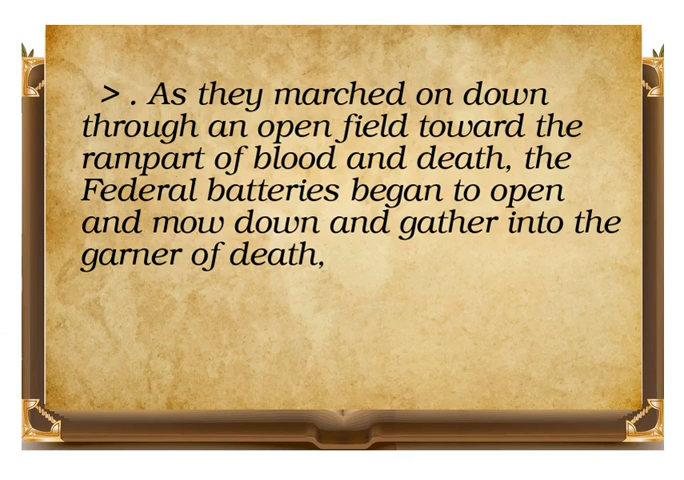 > . As they marched on down
through an open field toward the
rampart of blood and death, the
Federal batteries began to open
and mow down and gather into the
garner of death,